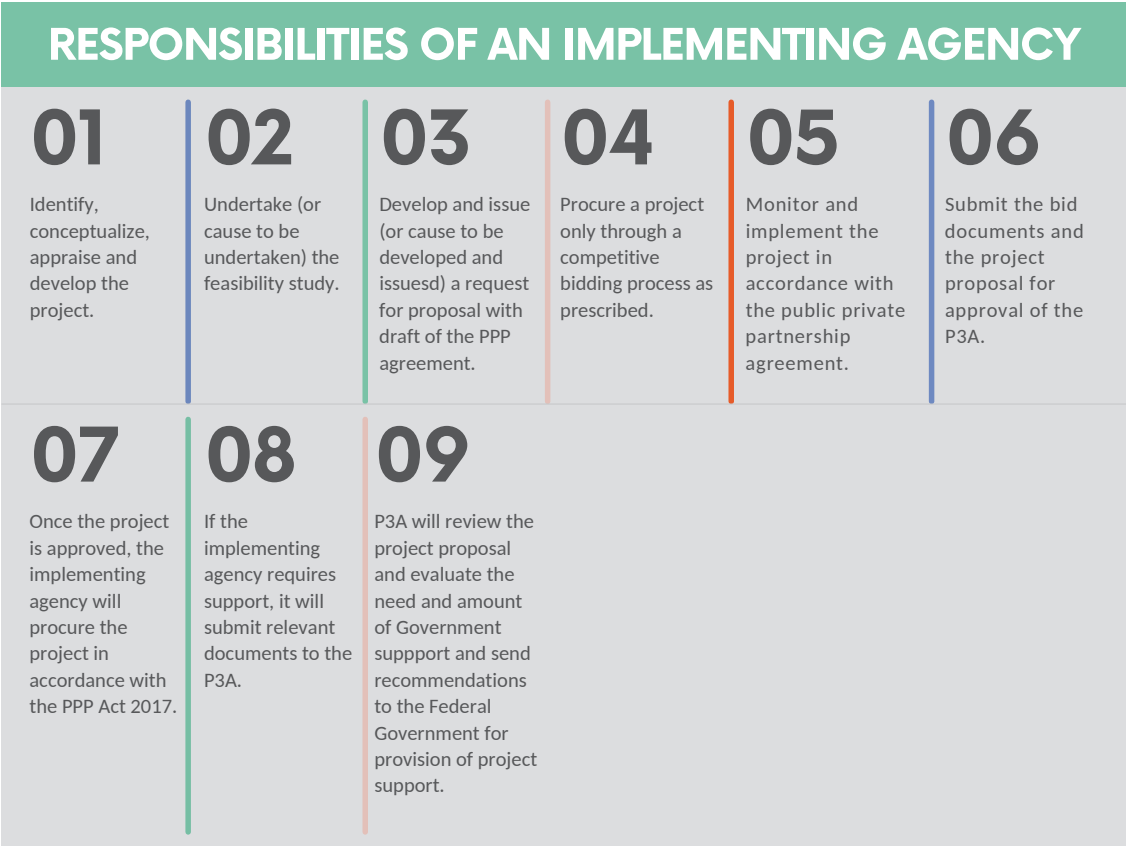 RESPONSIBILITIES OF AN IMPLEMENTING AGENCY
01
Identify,
conceptualize,
appraise and
develop the
project.
02
Undertake (or
cause to be
undertaken) the
feasibility study.
03
Develop and issue
(or cause to be
developed and
issuesd) a request
for proposal with
draft of the PPP
agreement.
04
Procure a project
only through a
competitive
bidding process as
prescribed.
05
Monitor and
implement the
project in
accordance with
the public private
partnership
agreement.
06
Submit the bid
documents and
the project
proposal for
approval of the
P3A.
07
Once the project
is approved, the
implementing
agency will
procure the
project in
accordance with
the PPP Act 2017.
08
If the
implementing
agency requires
support, it will
submit relevant
documents to the
P3A.
09
P3A will review the
project proposal
and evaluate the
need and amount
of Government
suppport and send
recommendations
to the Federal
Government for
provision of project
support.